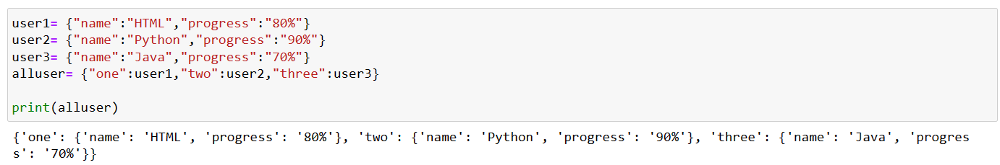 user1= {"name":"HTML","progress":"80%"}
user2= {"name":"Python","progress":"90%"}
user3= {"name":"Java","progress":"70%"}
alluser= {"one":user1,"two":user2,"three":user3}
print(alluser)
{'one': {'name': 'HTML', 'progress': '80%'}, 'two': {'name': 'Python', 'progress': '90%'}, 'three': {'name': 'Java', 'progres
s': '70%'}}